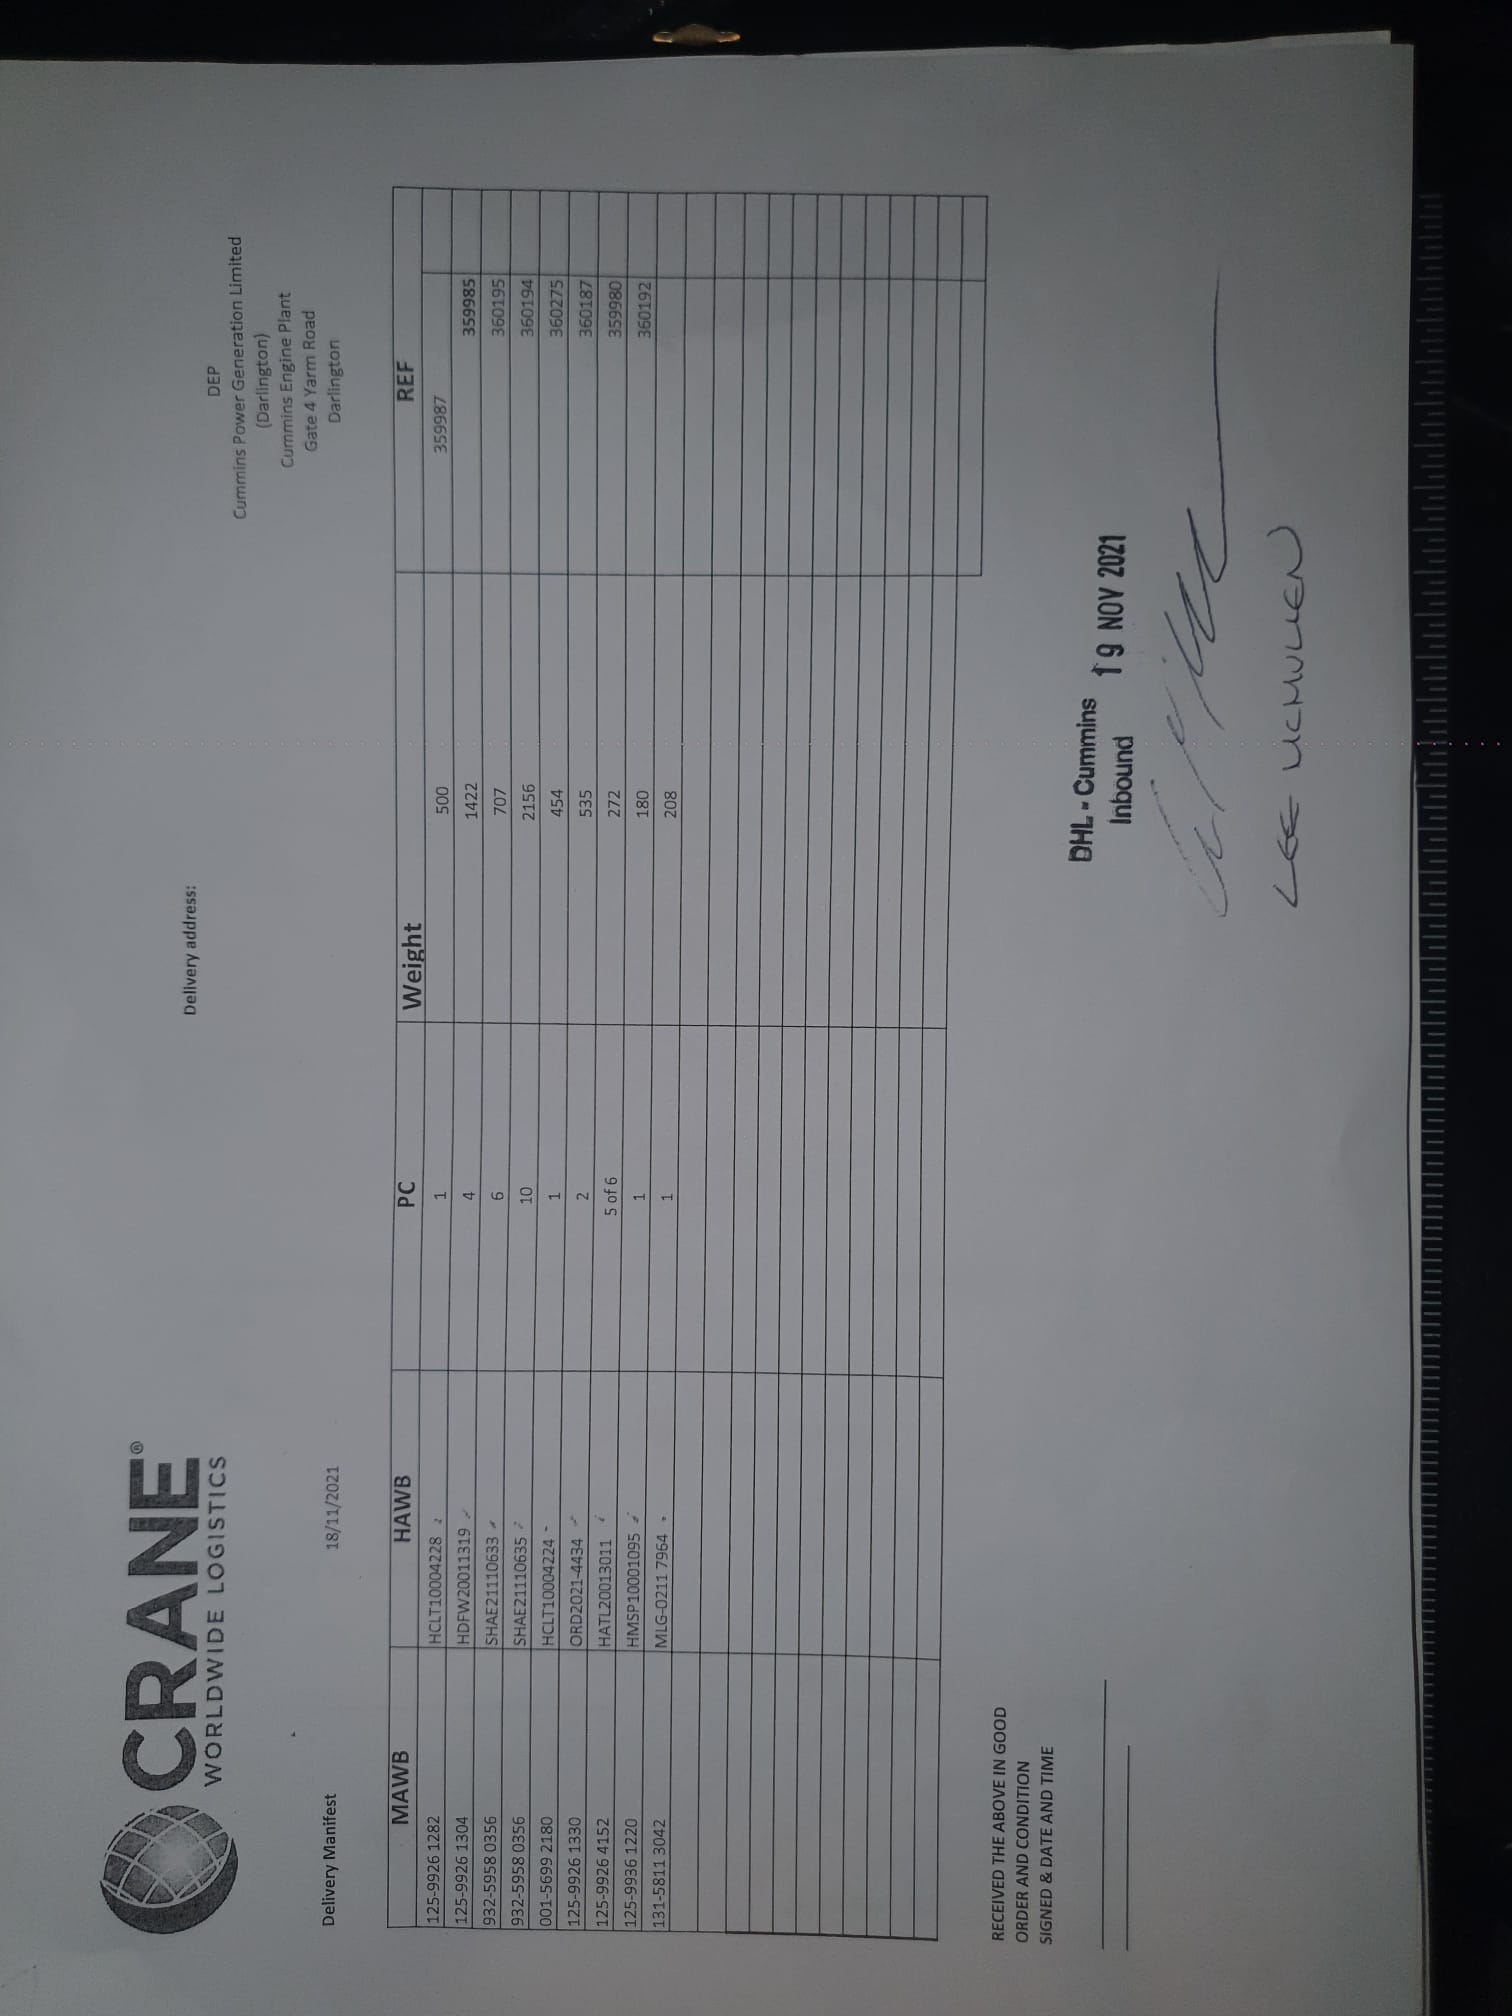 CRANE®
WORLDWIDE LOGISTICS
Delivery address:
DEP
Cummins Power Generation Limited
(Darlington)
Cummins Engine Plant
Gate 4 Yarm Road
Darlington
Delivery Manifest 18/11/2021
MAWB HAWB PC Weight REF
125-9926 1282 HCLT10004228 1 500 359987
125-9926 1304 HDFW20011319 4 1422 359985
932-5958 0356 SHAE21110633 6 707 360195
932-5958 0356 SHAE21110635 10 2156 360194
001-5699 2180 HCLT10004224 1 454 360275
125-9926 1330 ORD2021-4434 2 535 360187
125-9926 4152 HATL20013011 5 of 6 272 359980
125-9936 1220 HMSP10001095 1 180 360192
131-5811 3042 MLG-0211 7964 1 208
RECEIVED THE ABOVE IN GOOD
ORDER AND CONDITION
SIGNED & DATE AND TIME
DHL - Cummins
Inbound 19 NOV 2021
LEE MCMULLEN